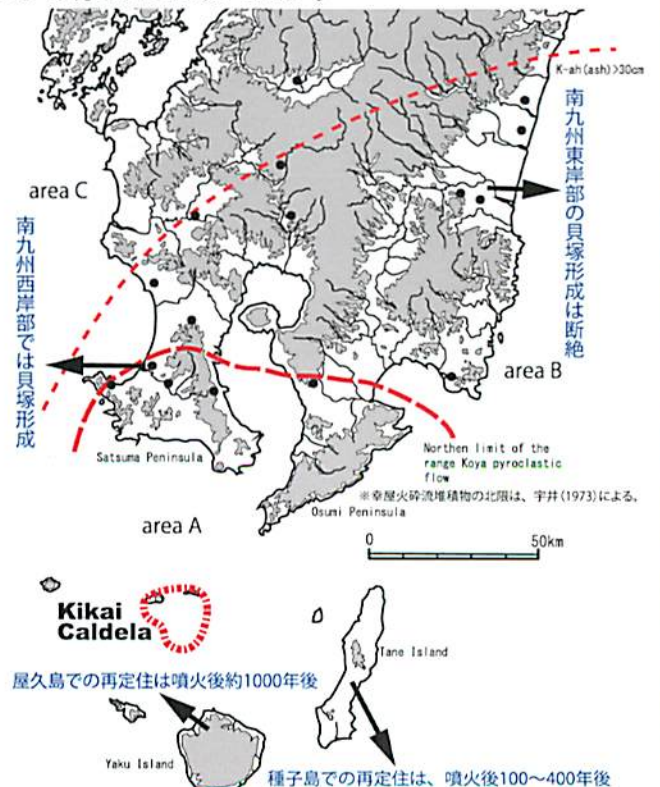 K-ah(ash)>30cm
南九州東岸部の貝塚形成は断絶
area C
南九州西岸部では貝塚形成
area B
Satsuma Peninsula
Northen limit of the
range Koya pyroclastic
flow
※幸屋火砕流堆積物の北限は、宇井(1973)による。
Osumi Peninsula
area A
0
50km
Kikai
Caldela
Tane Island
屋久島での再定住は噴火後約1000年後
Yaku Island
種子島での再定住は、噴火後100～400年後